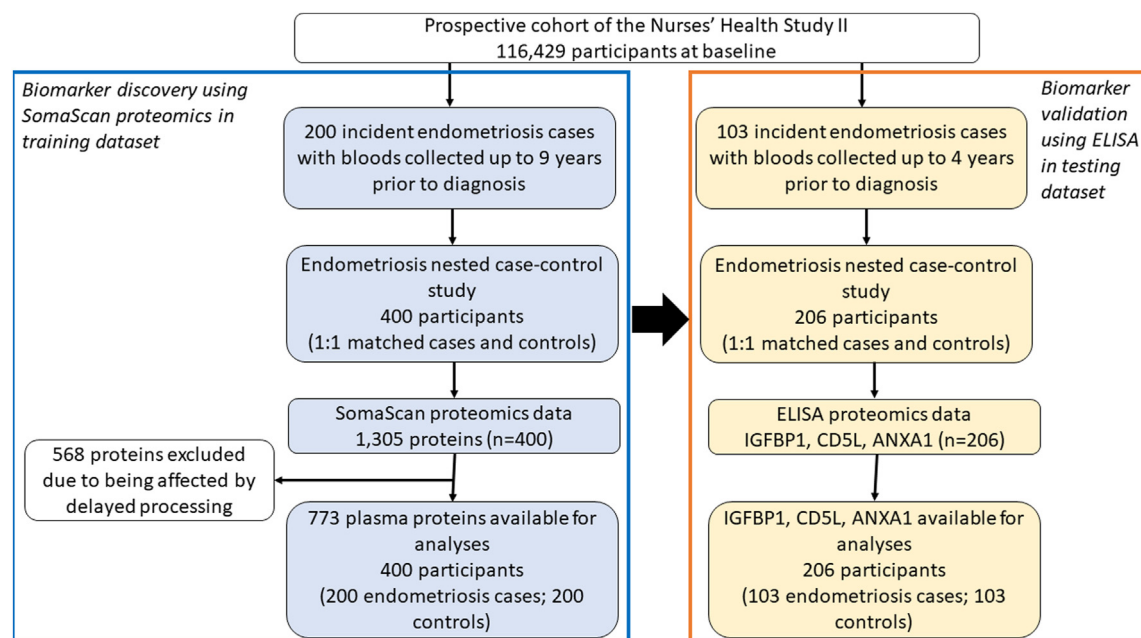 Prospective cohort of the Nurses’ Health Study II
116,429 participants at baseline
Biomarker discovery using
SomaScan proteomics in
training dataset
200 incident endometriosis cases
with bloods collected up to 9 years
prior to diagnosis
Endometriosis nested case-control
study
400 participants
(1:1 matched cases and controls)
SomaScan proteomics data
1,305 proteins (n=400)
568 proteins excluded
due to being affected by
delayed processing
773 plasma proteins available for
analyses
400 participants
(200 endometriosis cases; 200
controls)
Biomarker
validation
using ELISA
in testing
dataset
103 incident endometriosis cases
with bloods collected up to 4 years
prior to diagnosis
Endometriosis nested case-control
study
206 participants
(1:1 matched cases and controls)
ELISA proteomics data
IGFBP1, CD5L, ANXA1 (n=206)
IGFBP1, CD5L, ANXA1 available for
analyses
206 participants
(103 endometriosis cases; 103
controls)